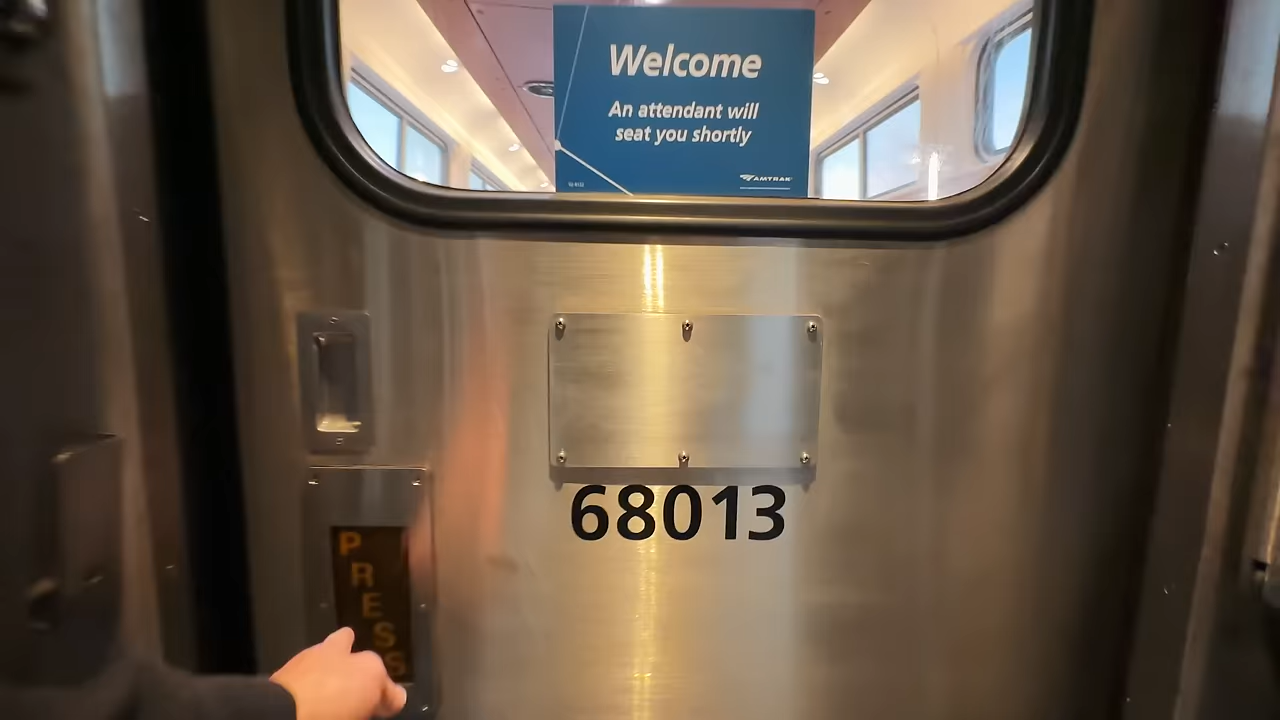 Welcome
An attendant will
seat you shortly
AMTRAK
68013
PRESS